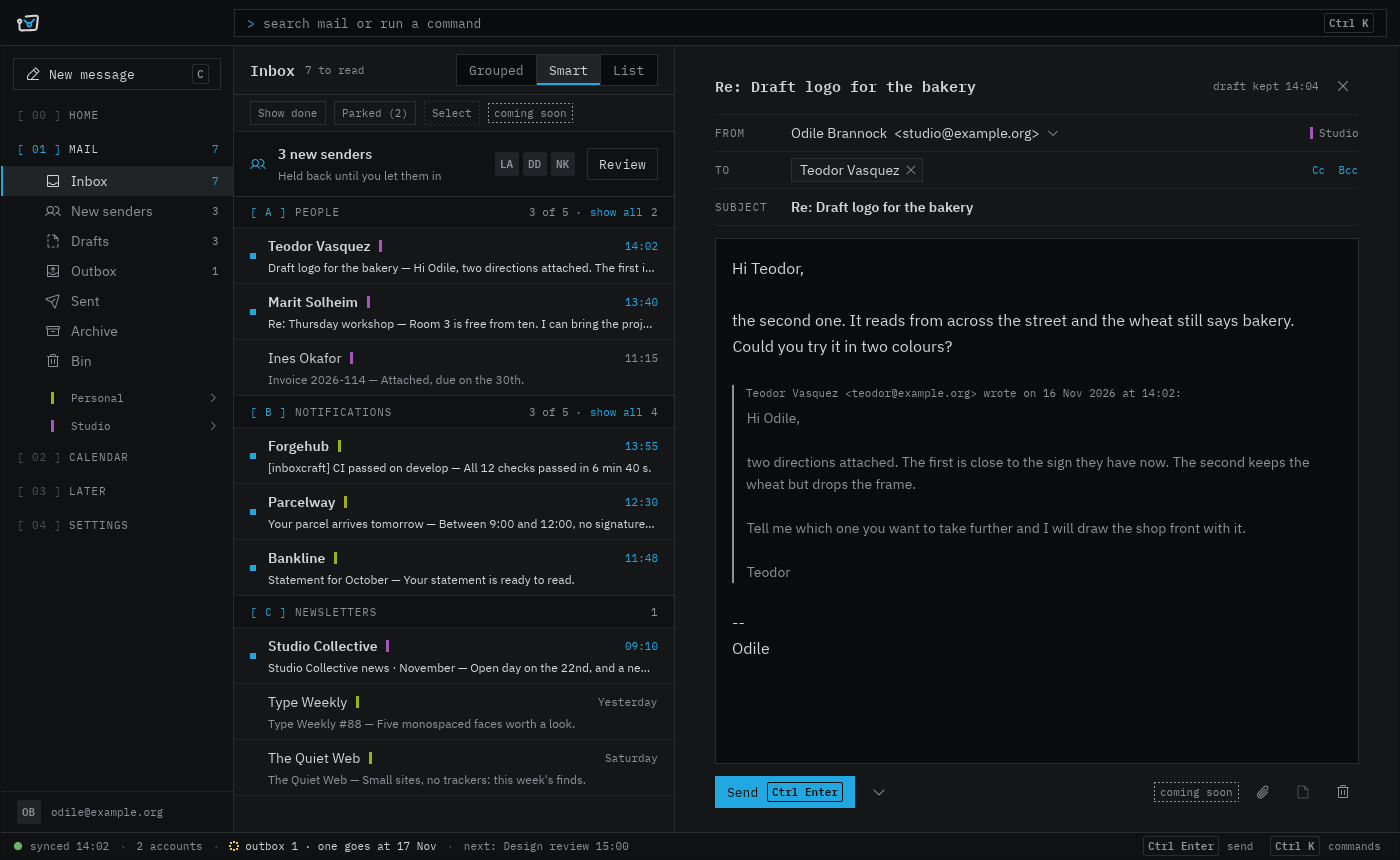 > search mail or run a command Ctrl K
New message C
[ 00 ] HOME
[ 01 ] MAIL 7
Inbox 7
New senders 3
Drafts 3
Outbox 1
Sent
Archive
Bin
Personal
Studio
[ 02 ] CALENDAR
[ 03 ] LATER
[ 04 ] SETTINGS
OB odile@example.org
Inbox 7 to read Grouped Smart List
Show done Parked (2) Select coming soon
3 new senders
Held back until you let them in
LA DD NK Review
[ A ] PEOPLE 3 of 5 · show all 2
Teodor Vasquez 14:02
Draft logo for the bakery — Hi Odile, two directions attached. The first i…
Marit Solheim 13:40
Re: Thursday workshop — Room 3 is free from ten. I can bring the proj…
Ines Okafor 11:15
Invoice 2026-114 — Attached, due on the 30th.
[ B ] NOTIFICATIONS 3 of 5 · show all 4
Forgehub 13:55
[inboxcraft] CI passed on develop — All 12 checks passed in 6 min 40 s.
Parcelway 12:30
Your parcel arrives tomorrow — Between 9:00 and 12:00, no signature…
Bankline 11:48
Statement for October — Your statement is ready to read.
[ C ] NEWSLETTERS 1
Studio Collective 09:10
Studio Collective news · November — Open day on the 22nd, and a ne…
Type Weekly Yesterday
Type Weekly #88 — Five monospaced faces worth a look.
The Quiet Web Saturday
The Quiet Web — Small sites, no trackers: this week's finds.
Re: Draft logo for the bakery draft kept 14:04
FROM Odile Brannock <studio@example.org> Studio
TO Teodor Vasquez Cc Bcc
SUBJECT Re: Draft logo for the bakery
Hi Teodor,
the second one. It reads from across the street and the wheat still says bakery.
Could you try it in two colours?
Teodor Vasquez <teodor@example.org> wrote on 16 Nov 2026 at 14:02:
Hi Odile,
two directions attached. The first is close to the sign they have now. The second keeps the
wheat but drops the frame.
Tell me which one you want to take further and I will draw the shop front with it.
Teodor
--
Odile
Send Ctrl Enter coming soon
synced 14:02 · 2 accounts · outbox 1 · one goes at 17 Nov · next: Design review 15:00 Ctrl Enter send Ctrl K commands